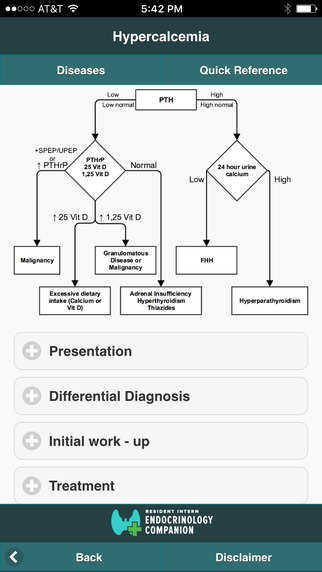 AT&T
5:42 PM
Hypercalcemia
Diseases
Quick Reference
PTH
Low
Low normal
High
High normal
+SPEP/UPEP
or
↑ PTHrP
PTHrP
25 Vit D
1,25 Vit D
Normal
24 hour urine
calcium
Low
High
↑ 25 Vit D
↑ 1,25 Vit D
Malignancy
Granulomatous
Disease or
Malignancy
FHH
Excessive dietary
intake (Calcium or
Vit D)
Adrenal Insufficiency
Hyperthyroidism
Thiazides
Hyperparathyroidism
Presentation
Differential Diagnosis
Initial work - up
Treatment
RESIDENT INTERN
ENDOCRINOLOGY
COMPANION
Back
Disclaimer